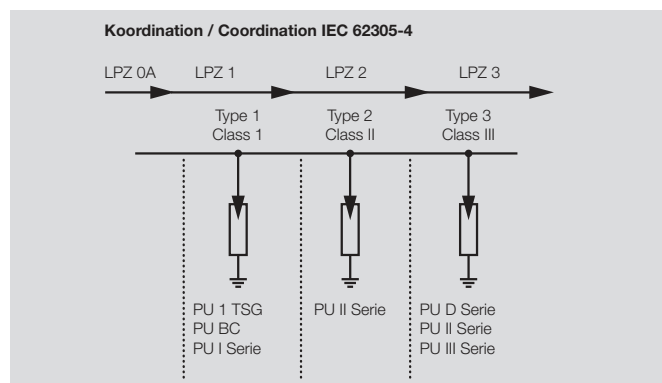 Koordination / Coordination IEC 62305-4
LPZ 0A LPZ 1 LPZ 2 LPZ 3
Type 1 Type 2 Type 3
Class 1 Class II Class III
PU 1 TSG PU II Serie PU D Serie
PU BC PU II Serie
PU I Serie PU III Serie